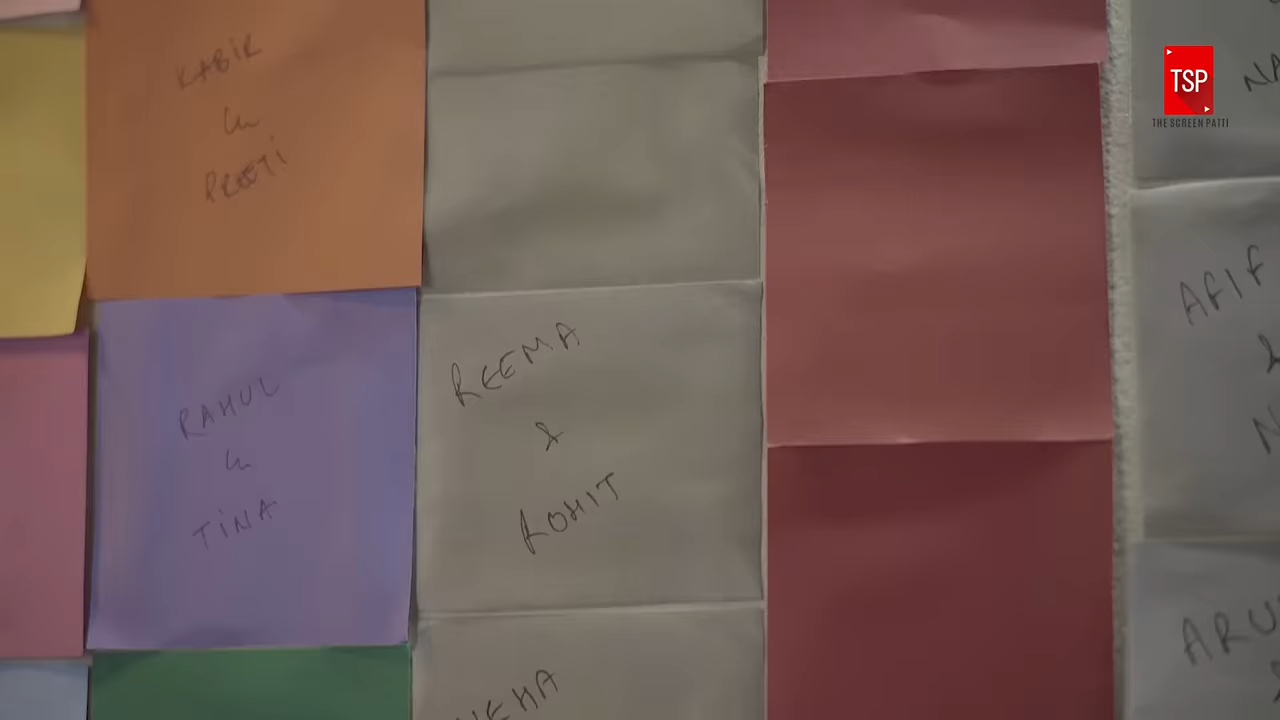 KABIR
&
PREETI
RAHUL
&
TINA
REEMA
&
ROHIT
TSP
THE SCREEN PATTI
AFIF
&